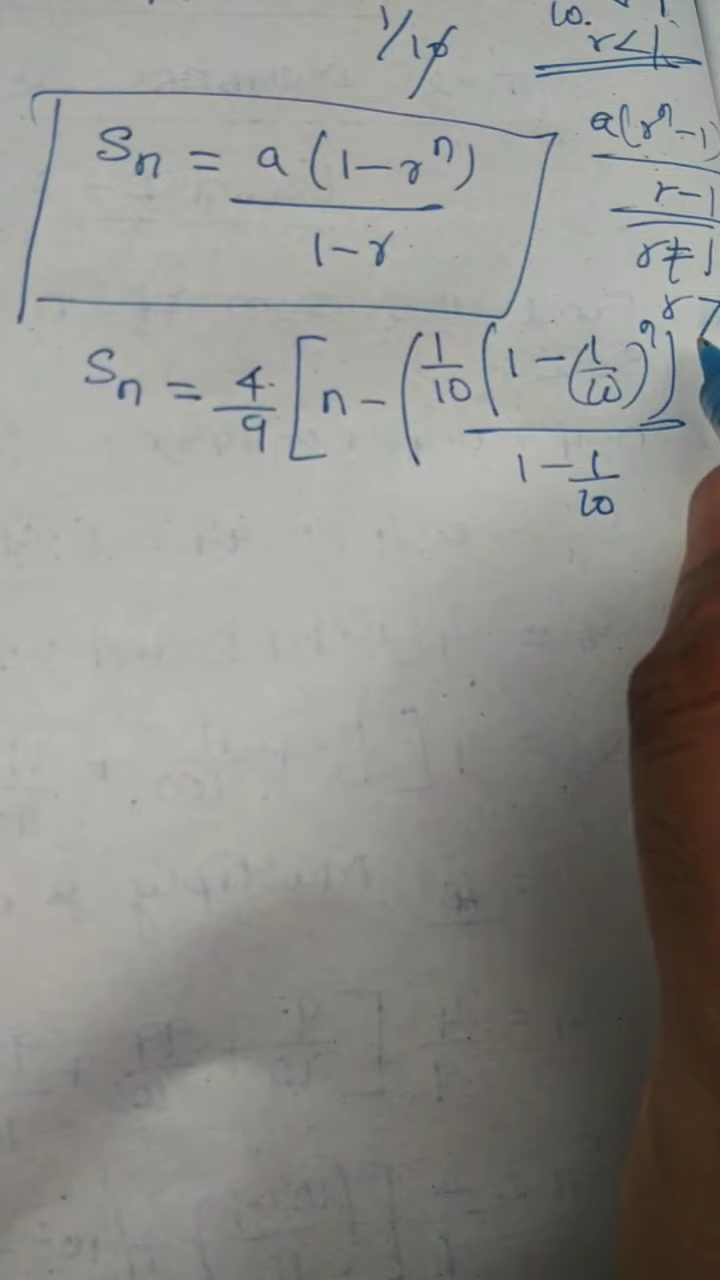 1/10
10.
r<1
Sn = a(1-r^n) / 1-r
a(r^n-1) / r-1
r≠1
r>
Sn = 4/9 [n - (1/10 (1-(1/10)^n) / 1-1/10